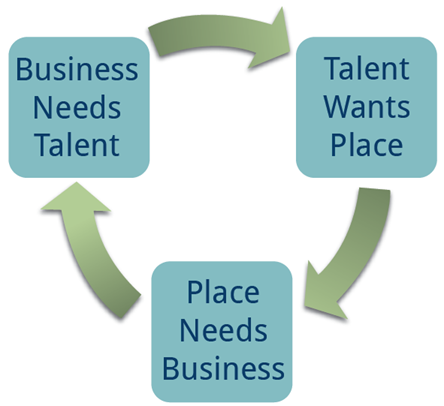 Business
Needs
Talent
Talent
Wants
Place
Place
Needs
Business